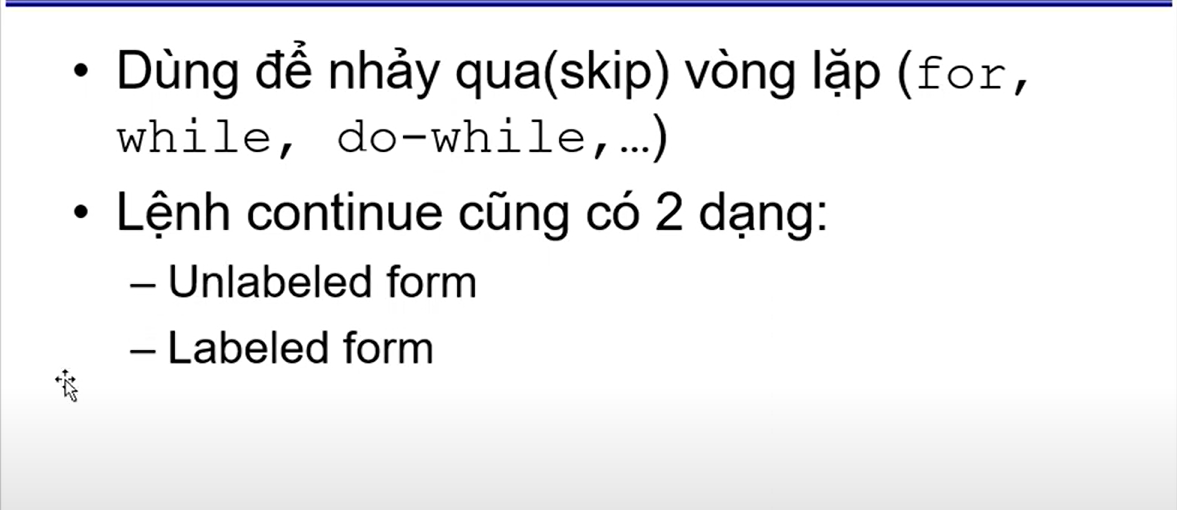 • Dùng để nhảy qua(skip) vòng lặp (for,
while, do-while,…)
• Lệnh continue cũng có 2 dạng:
– Unlabeled form
– Labeled form